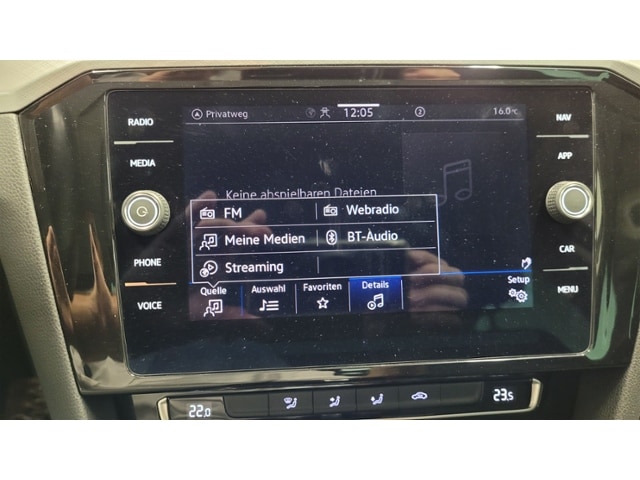 RADIO
MEDIA
PHONE
VOICE
Privatweg 12:05 2 16.0°C
Keine abspielbaren Dateien
FM Webradio
Meine Medien BT-Audio
Streaming
Quelle Auswahl Favoriten Details Setup
NAV
APP
CAR
MENU
22.0 23.5